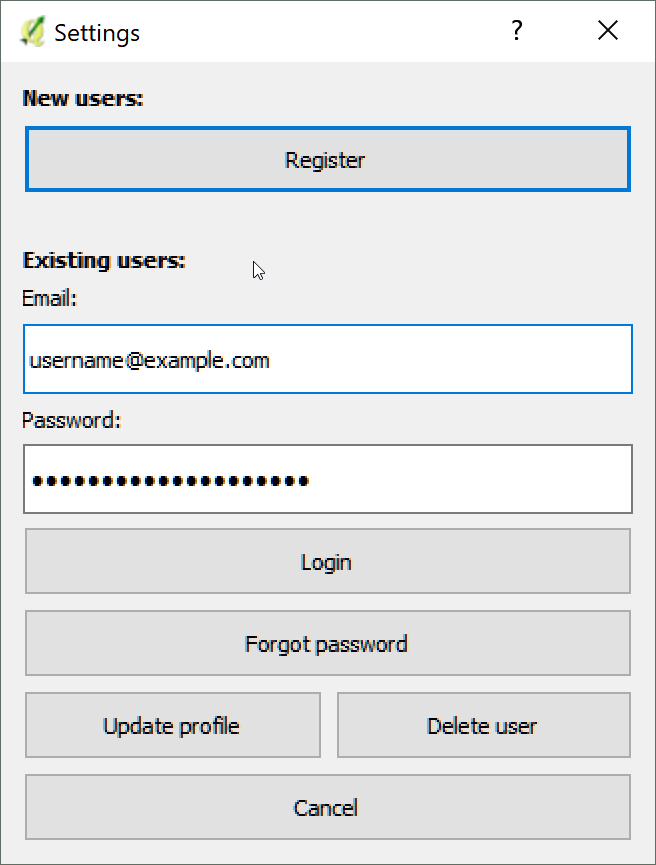 Settings
?
New users:
Register
Existing users:
Email:
username@example.com
Password:
••••••••••••••••••••
Login
Forgot password
Update profile
Delete user
Cancel